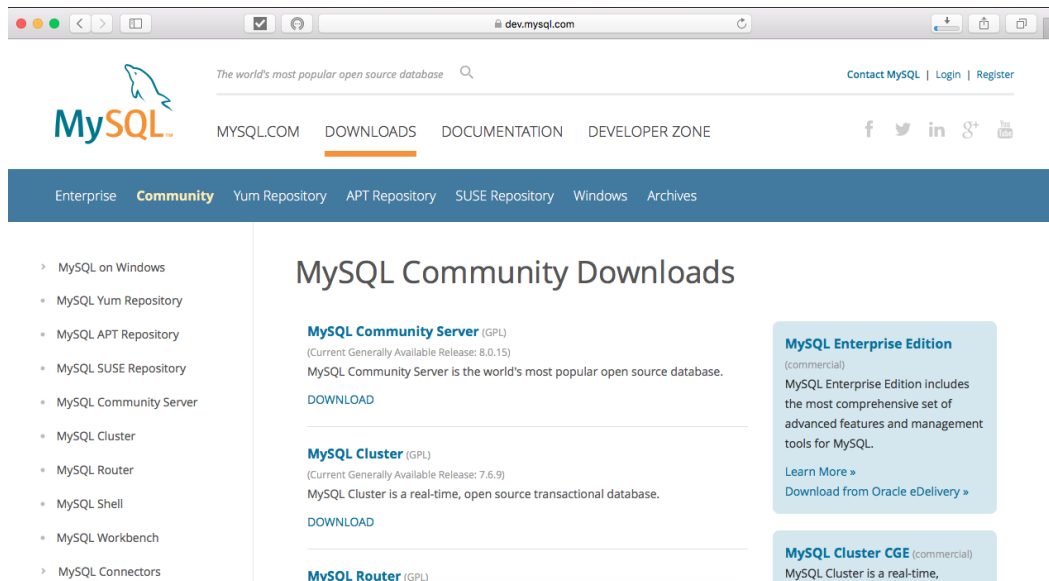 dev.mysql.com
The world's most popular open source database
Contact MySQL | Login | Register
MySQL™
MYSQL.COM DOWNLOADS DOCUMENTATION DEVELOPER ZONE
f in g+ You Tube
Enterprise Community Yum Repository APT Repository SUSE Repository Windows Archives
MySQL on Windows
MySQL Yum Repository
MySQL APT Repository
MySQL SUSE Repository
MySQL Community Server
MySQL Cluster
MySQL Router
MySQL Shell
MySQL Workbench
MySQL Connectors
MySQL Community Downloads
MySQL Community Server (GPL)
(Current Generally Available Release: 8.0.15)
MySQL Community Server is the world's most popular open source database.
DOWNLOAD
MySQL Cluster (GPL)
(Current Generally Available Release: 7.6.9)
MySQL Cluster is a real-time, open source transactional database.
DOWNLOAD
MySQL Router (GPL)
MySQL Enterprise Edition
(commercial)
MySQL Enterprise Edition includes
the most comprehensive set of
advanced features and management
tools for MySQL.
Learn More »
Download from Oracle eDelivery »
MySQL Cluster CGE (commercial)
MySQL Cluster is a real-time,